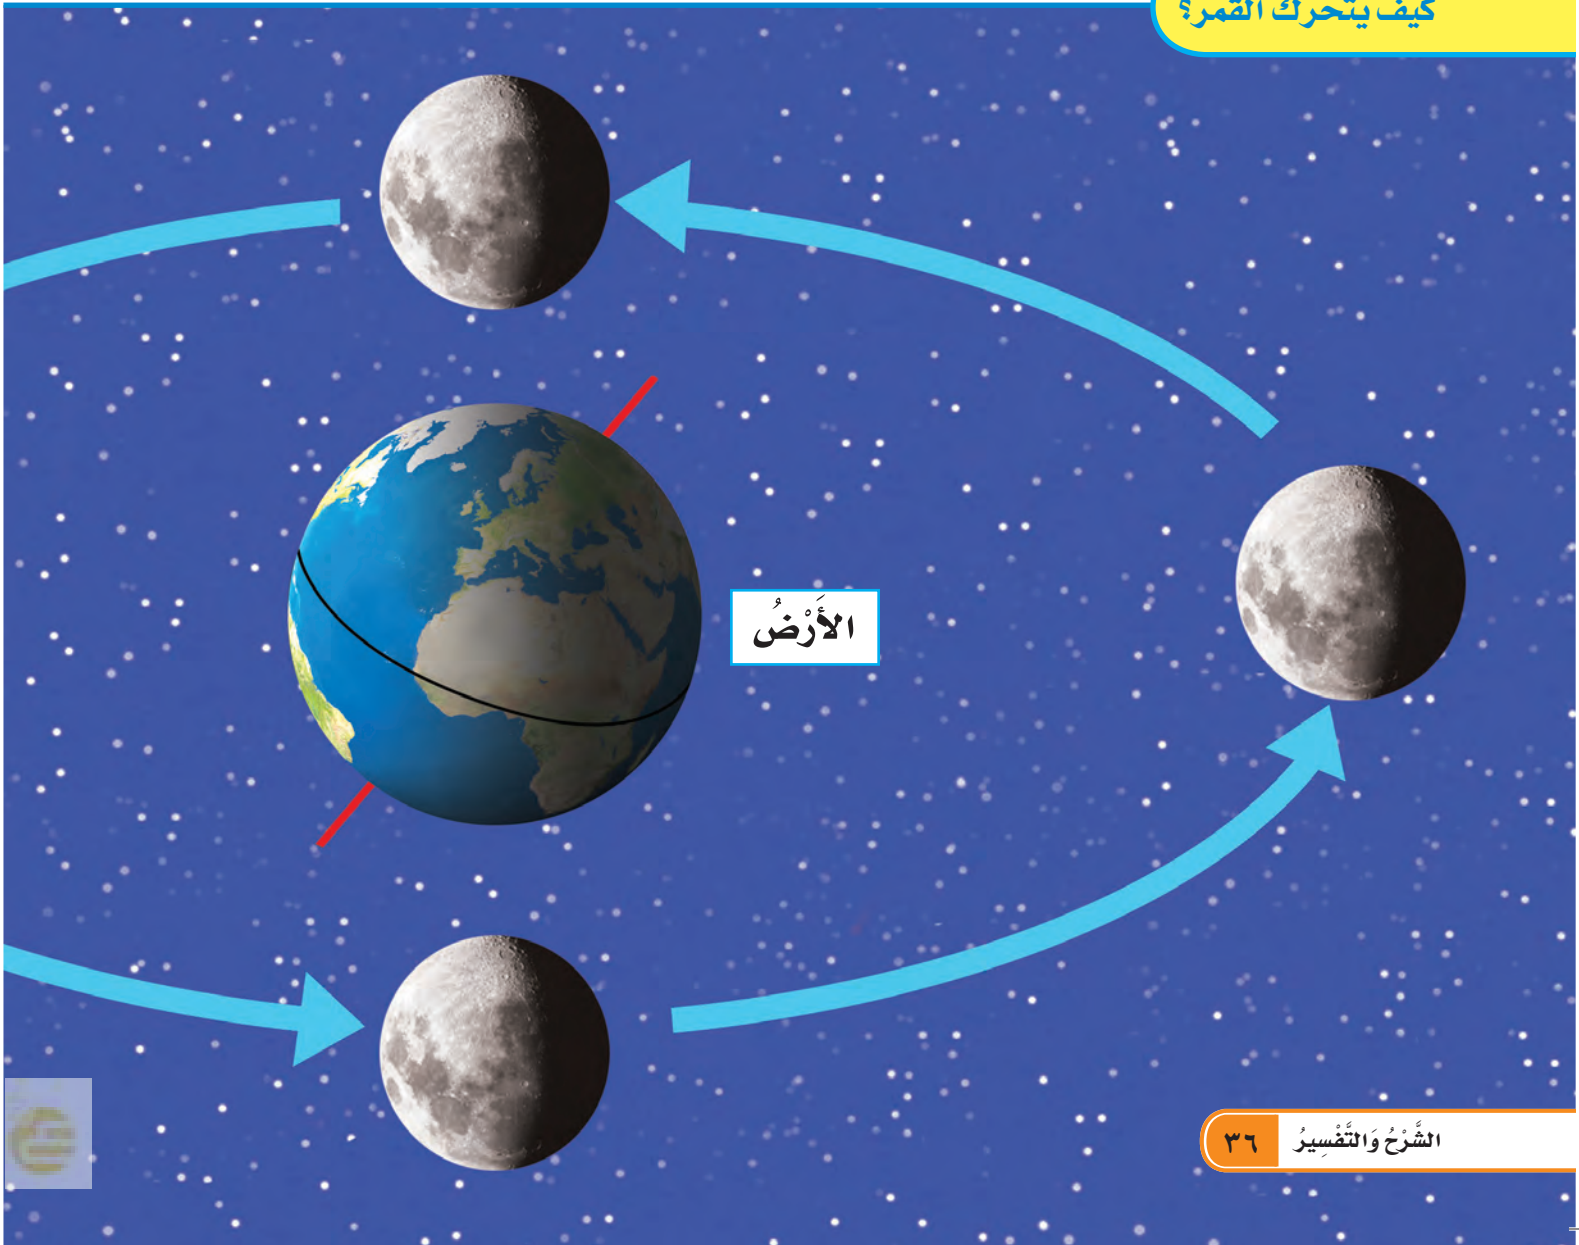 كيف يتحرك القمر؟
الأَرْضُ
الشَّرْحُ وَالتَّفْسِيرُ ٣٦